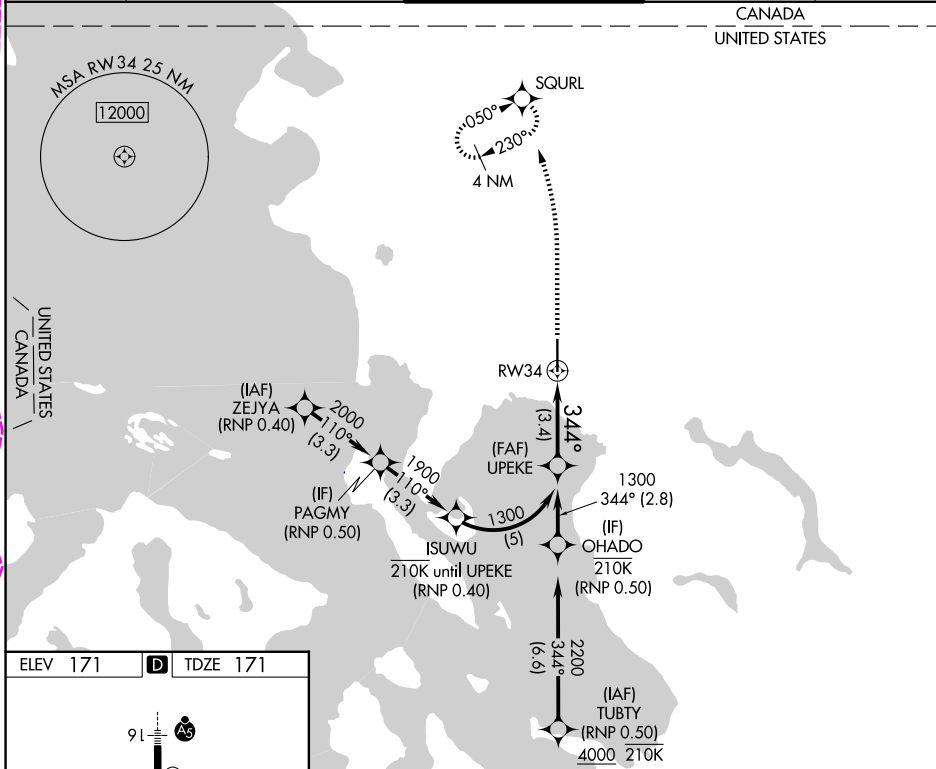 CANADA
UNITED STATES
MSA RW34 25 NM
12000
SQURL
050°
230°
4 NM
UNITED STATES
CANADA
RW34
(IAF)
ZEJYA
(RNP 0.40)
2000
110°
(3.3)
344°
(3.4)
(FAF)
UPEKE
1900
110°
(3.3)
(IF)
PAGMY
(RNP 0.50)
1300
344° (2.8)
1300
(5)
(IF)
OHADO
210K
(RNP 0.50)
ISUWU
210K until UPEKE
(RNP 0.40)
2200
344°
(6.6)
ELEV 171
D
TDZE 171
(IAF)
TUBTY
(RNP 0.50)
4000 210K
16
A5